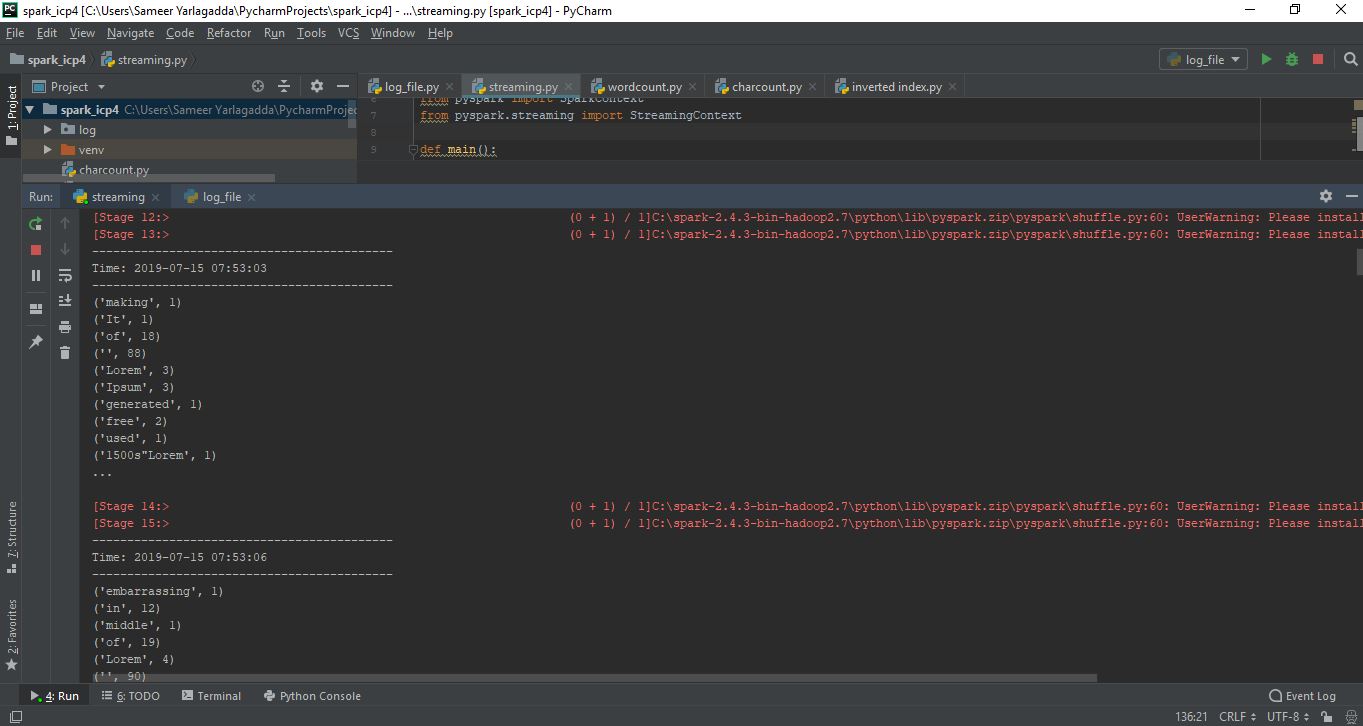 spark_icp4 [C:\Users\Sameer Yarlagadda\PycharmProjects\spark_icp4] - ...\streaming.py [spark_icp4] - PyCharm
File Edit View Navigate Code Refactor Run Tools VCS Window Help
spark_icp4 streaming.py log_file
Project log_file.py streaming.py wordcount.py charcount.py inverted index.py
1: Project
spark_icp4 C:\Users\Sameer Yarlagadda\PycharmProjec
log
venv
charcount.py
6 from pyspark import SparkContext
7 from pyspark.streaming import StreamingContext
8
9 def main():
Run: streaming log_file
[Stage 12:> (0 + 1) / 1]C:\spark-2.4.3-bin-hadoop2.7\python\lib\pyspark.zip\pyspark\shuffle.py:60: UserWarning: Please install
[Stage 13:> (0 + 1) / 1]C:\spark-2.4.3-bin-hadoop2.7\python\lib\pyspark.zip\pyspark\shuffle.py:60: UserWarning: Please install
-------------------------------------------
Time: 2019-07-15 07:53:03
-------------------------------------------
('making', 1)
('It', 1)
('of', 18)
('', 88)
('Lorem', 3)
('Ipsum', 3)
('generated', 1)
('free', 2)
('used', 1)
('1500s"Lorem', 1)
...
[Stage 14:> (0 + 1) / 1]C:\spark-2.4.3-bin-hadoop2.7\python\lib\pyspark.zip\pyspark\shuffle.py:60: UserWarning: Please install
[Stage 15:> (0 + 1) / 1]C:\spark-2.4.3-bin-hadoop2.7\python\lib\pyspark.zip\pyspark\shuffle.py:60: UserWarning: Please install
-------------------------------------------
Time: 2019-07-15 07:53:06
-------------------------------------------
('embarrassing', 1)
('in', 12)
('middle', 1)
('of', 19)
('Lorem', 4)
('', 90)
7: Structure
2: Favorites
4: Run 6: TODO Terminal Python Console Event Log
136:21 CRLF UTF-8